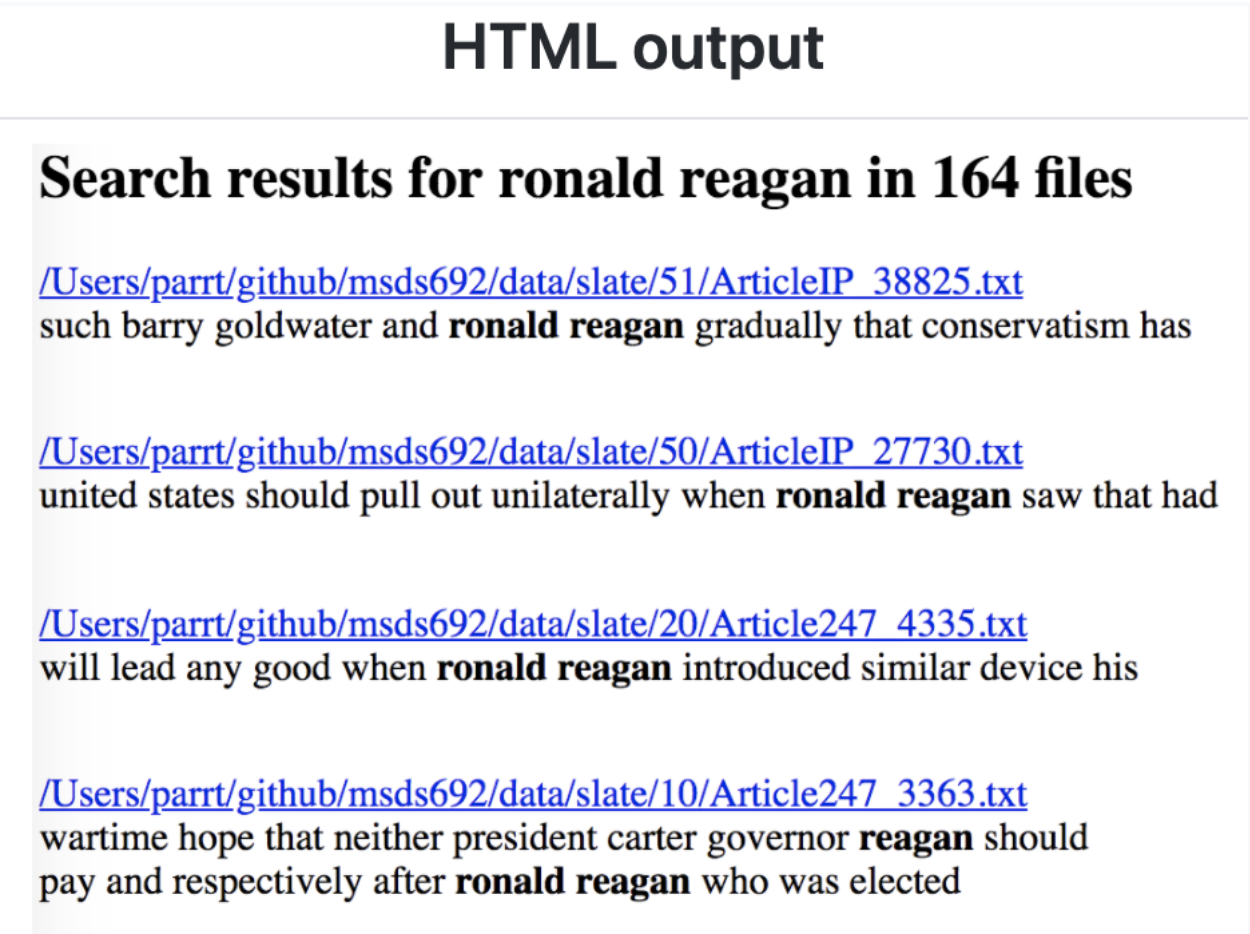 HTML output
Search results for ronald reagan in 164 files
/Users/parrt/github/msds692/data/slate/51/ArticleIP_38825.txt
such barry goldwater and ronald reagan gradually that conservatism has
/Users/parrt/github/msds692/data/slate/50/ArticleIP_27730.txt
united states should pull out unilaterally when ronald reagan saw that had
/Users/parrt/github/msds692/data/slate/20/Article247_4335.txt
will lead any good when ronald reagan introduced similar device his
/Users/parrt/github/msds692/data/slate/10/Article247_3363.txt
wartime hope that neither president carter governor reagan should
pay and respectively after ronald reagan who was elected